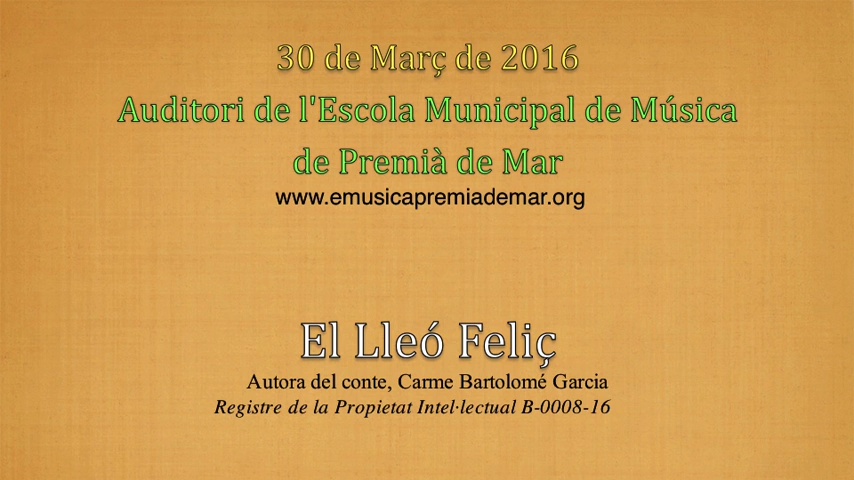 30 de Març de 2016
Auditori de l'Escola Municipal de Música
de Premià de Mar
www.emusicapremiademar.org
El Lleó Feliç
Autora del conte, Carme Bartolomé Garcia
Registre de la Propietat Intel·lectual B-0008-16